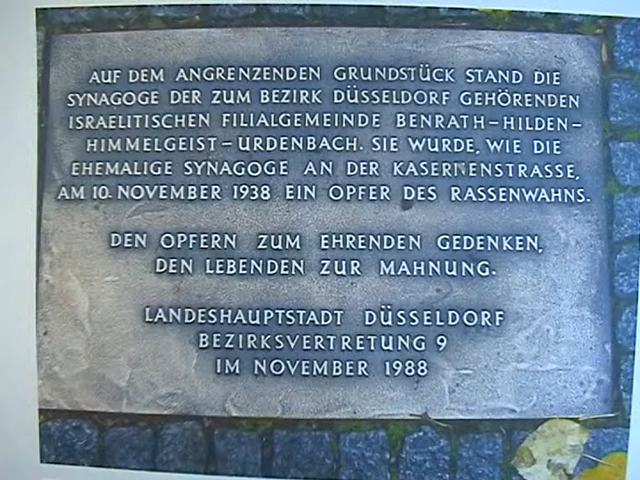 AUF DEM ANGRENZENDEN GRUNDSTÜCK STAND DIE
SYNAGOGE DER ZUM BEZIRK DÜSSELDORF GEHÖRENDEN
ISRAELITISCHEN FILIALGEMEINDE BENRATH-HILDEN-
HIMMELGEIST-URDENBACH. SIE WURDE, WIE DIE
EHEMALIGE SYNAGOGE AN DER KASERNENSTRASSE,
AM 10. NOVEMBER 1938 EIN OPFER DES RASSENWAHNS.
DEN OPFERN ZUM EHRENDEN GEDENKEN,
DEN LEBENDEN ZUR MAHNUNG.
LANDESHAUPTSTADT DÜSSELDORF
BEZIRKSVERTRETUNG 9
IM NOVEMBER 1988